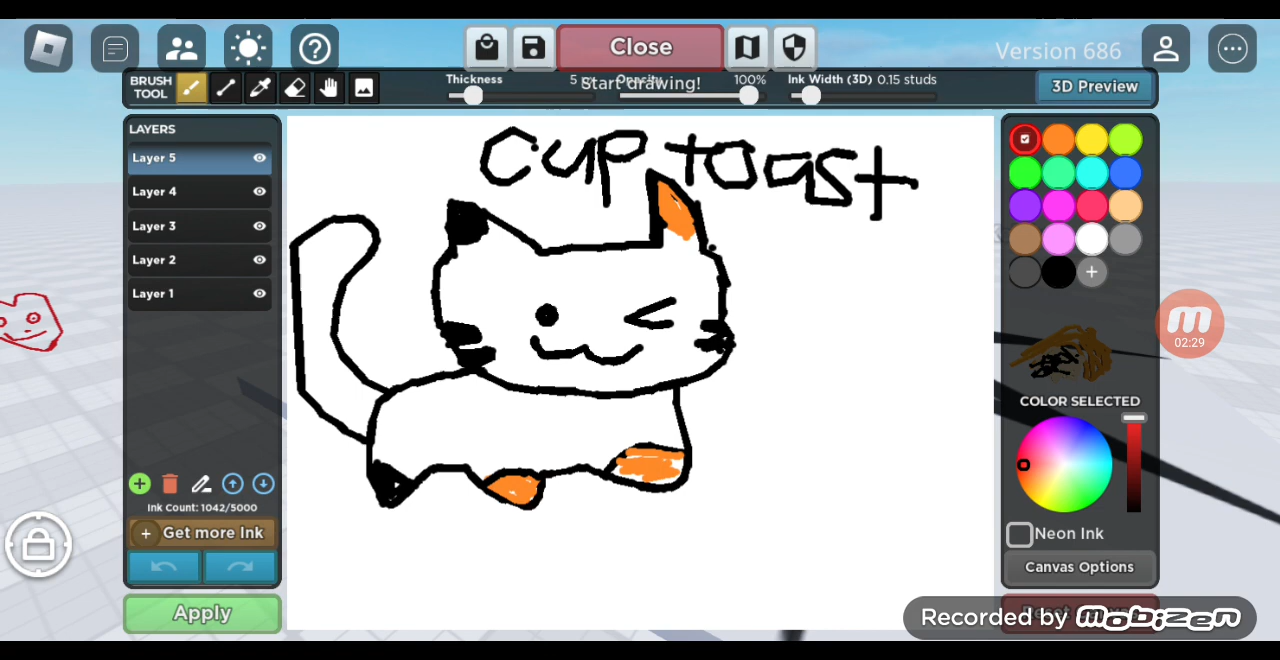 Close
Version 686
BRUSH
TOOL
Thickness
5
Opacity
100%
Ink Width (3D) 0.15 studs
Start drawing!
3D Preview
LAYERS
Layer 5
Layer 4
Layer 3
Layer 2
Layer 1
cup toast
02:29
COLOR SELECTED
Ink Count: 1042/5000
+ Get more Ink
Neon Ink
Canvas Options
Apply
Recorded by mobizen